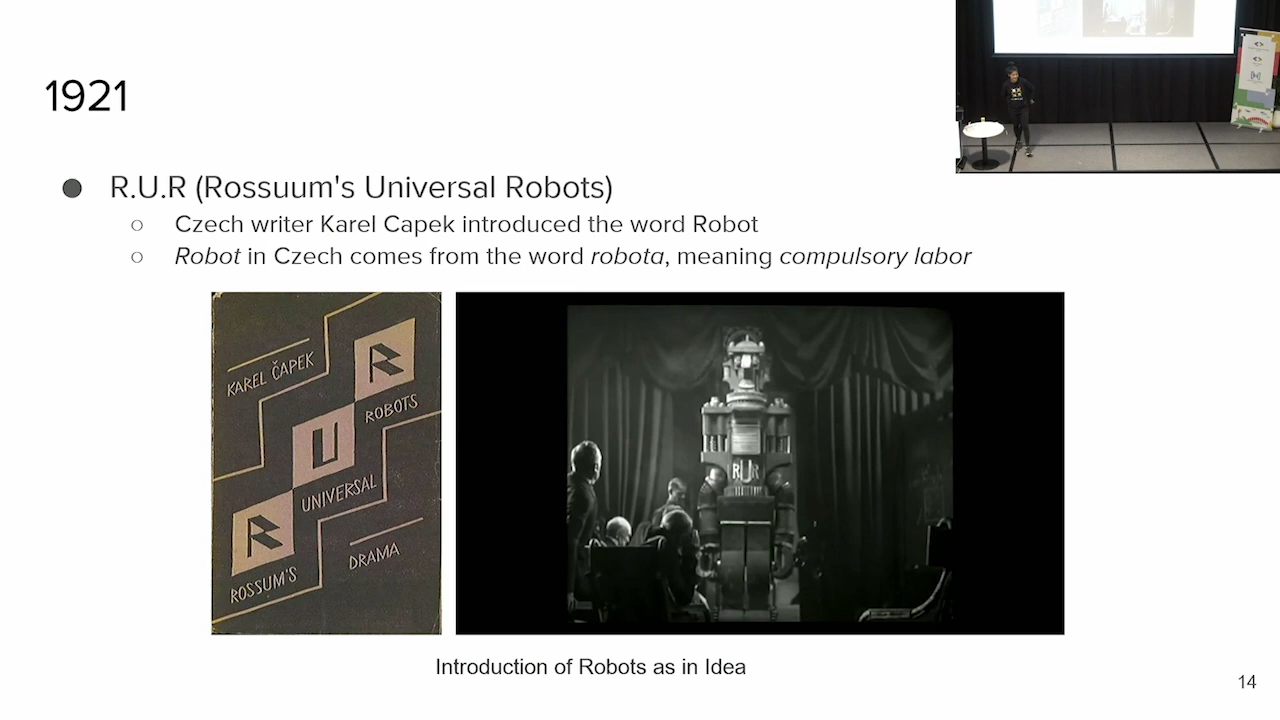 1921
● R.U.R (Rossuum's Universal Robots)
○ Czech writer Karel Capek introduced the word Robot
○ Robot in Czech comes from the word robota, meaning compulsory labor
KAREL ČAPEK
R
ROBOTS
U
UNIVERSAL
R
ROSSUM'S
DRAMA
RUR
Introduction of Robots as in Idea
14